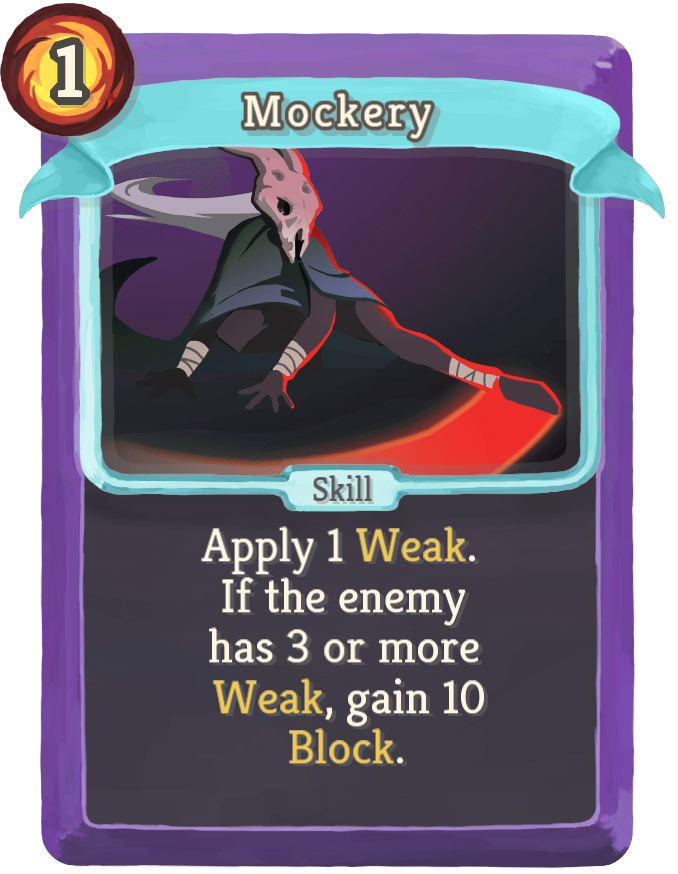 1
Mockery
Skill
Apply 1 Weak.
If the enemy
has 3 or more
Weak, gain 10
Block.